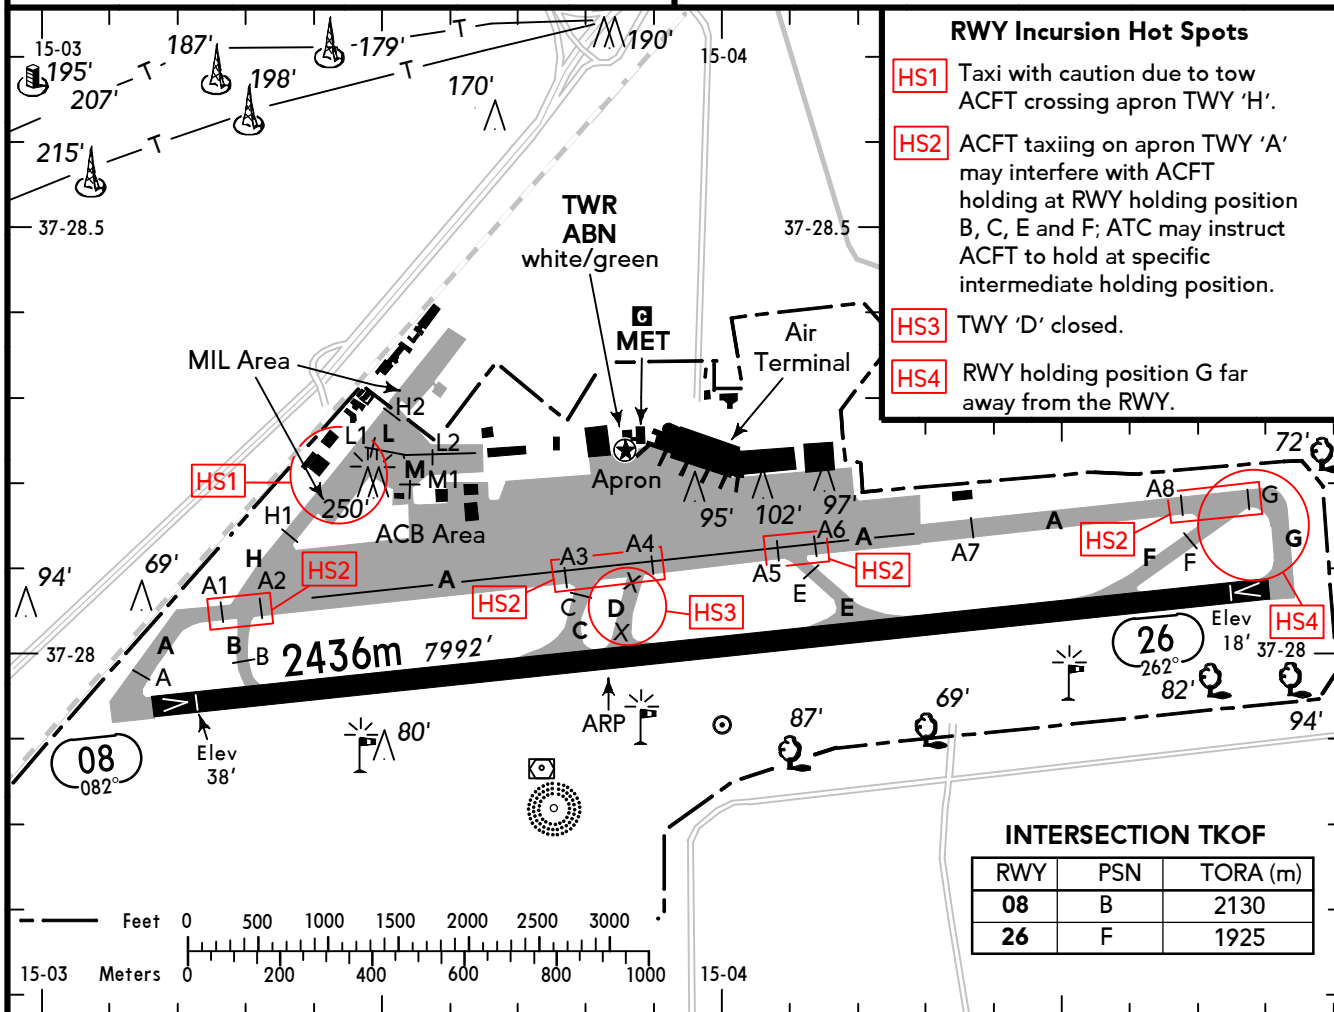 RWY Incursion Hot Spots
HS1 Taxi with caution due to tow
ACFT crossing apron TWY ‘H’.
HS2 ACFT taxiing on apron TWY ‘A’
may interfere with ACFT
holding at RWY holding position
B, C, E and F; ATC may instruct
ACFT to hold at specific
intermediate holding position.
HS3 TWY ‘D’ closed.
HS4 RWY holding position G far
away from the RWY.
15-03
187'
179'
T
190'
15-04
195'
T
207'
198'
T
170'
215'
T
37-28.5
37-28.5
TWR
ABN
white/green
C
MET
Air
Terminal
MIL Area
H2
L1
L
L2
M
M1
HS1
250'
H1
ACB Area
Apron
95'
102'
97'
72'
A8
G
HS2
A
A7
F
F
G
HS4
94'
69'
H
A1
A2
HS2
A
A3
A4
A5
A6
A
HS2
HS2
C
C
X
D
X
HS3
E
E
A
A
B
B
37-28
2436m 7992'
26
262°
Elev
18'
37-28
82'
94'
08
082°
Elev
38'
80'
ARP
87'
69'
INTERSECTION TKOF
RWY PSN TORA (m)
08 B 2130
26 F 1925
Feet 0 500 1000 1500 2000 2500 3000
15-03 Meters 0 200 400 600 800 1000 15-04